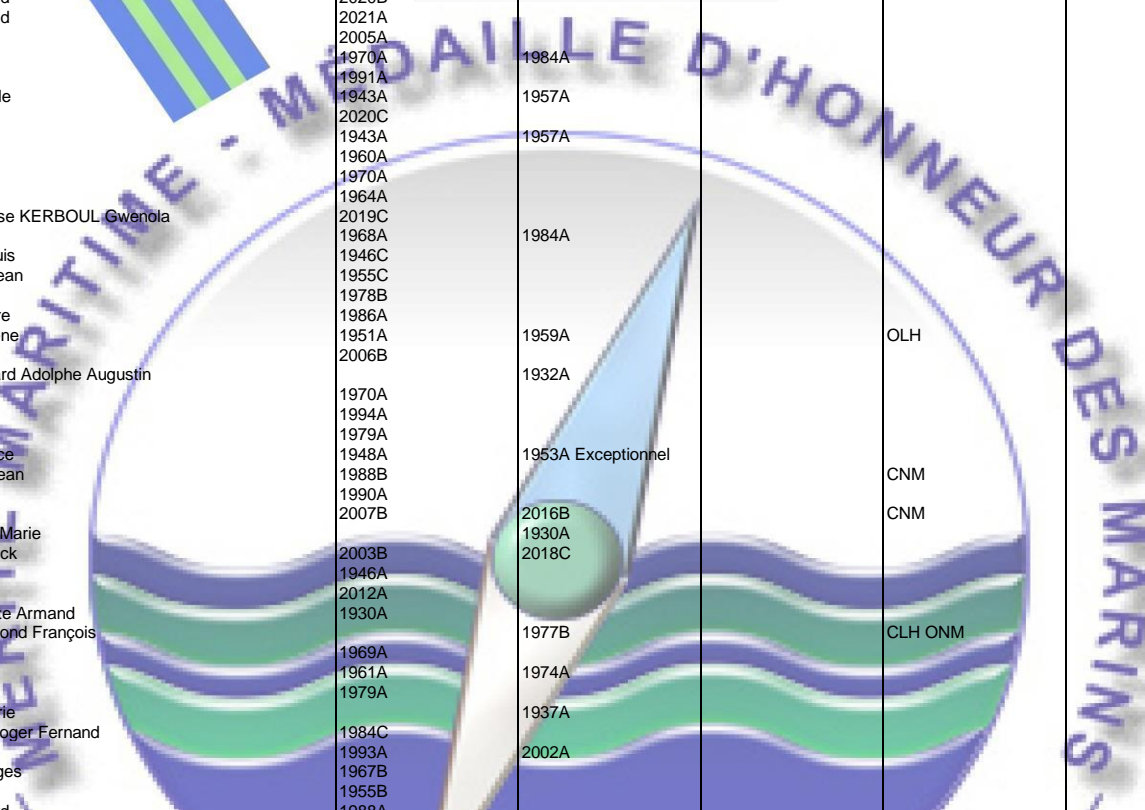 d 2021A
2005A
1970A 1984A
1991A
le 1943A 1957A
2020C
1943A 1957A
1960A
1970A
1964A
se KERBOUL Gwenola 2019C
1968A 1984A
uis 1946C
ean 1955C
1978B
re 1986A
ne 1951A 1959A OLH
2006B
rd Adolphe Augustin 1932A
1970A
1994A
1979A
ce 1948A 1953A Exceptionnel
ean 1988B CNM
1990A
2007B 2016B CNM
Marie 1930A
ck 2003B 2018C
1946A
2012A
te Armand 1930A
ond François 1977B CLH ONM
1969A
1961A 1974A
1979A
rie 1937A
oger Fernand 1984C
1993A 2002A
ges 1967B
1955B
MARITIME - MÉDAILLE D'HONNEUR DES MARINS -